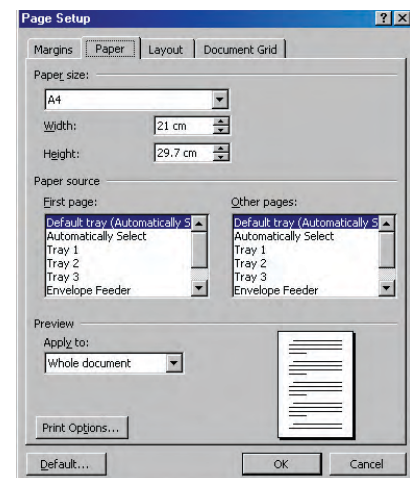 Page Setup
Margins Paper Layout Document Grid
Paper size:
A4
Width: 21 cm
Height: 29.7 cm
Paper source
First page: Other pages:
Default tray (Automatically S Default tray (Automatically S
Automatically Select Automatically Select
Tray 1 Tray 1
Tray 2 Tray 2
Tray 3 Tray 3
Envelope Feeder Envelope Feeder
Preview
Apply to:
Whole document
Print Options...
Default... OK Cancel